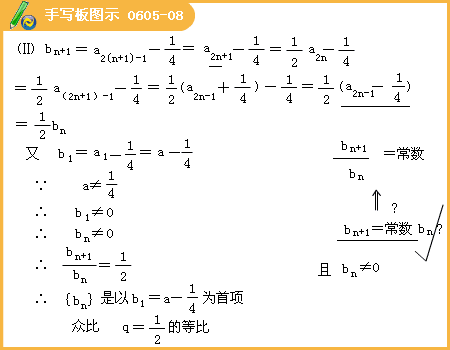 手写板图示 0605-08
(Ⅱ) b_{n+1} = a_{2(n+1)-1} - \frac{1}{4} = a_{2n+1} - \frac{1}{4} = \frac{1}{2} a_{2n} - \frac{1}{4}
= \frac{1}{2} a_{(2n+1)-1} - \frac{1}{4} = \frac{1}{2}(a_{2n-1} + \frac{1}{4}) - \frac{1}{4} = \frac{1}{2}(a_{2n-1} - \frac{1}{4})
= \frac{1}{2} b_n
又 b_1 = a_1 - \frac{1}{4} = a - \frac{1}{4}
∵ a ≠ \frac{1}{4}
∴ b_1 ≠ 0
∴ b_n ≠ 0
∴ \frac{b_{n+1}}{b_n} = \frac{1}{2}
∴ {b_n} 是以 b_1 = a - \frac{1}{4} 为首项
众比 q = \frac{1}{2} 的等比
\frac{b_{n+1}}{b_n} = 常数
⇑ ?
b_{n+1} = 常数 b_n ?
且 b_n ≠ 0